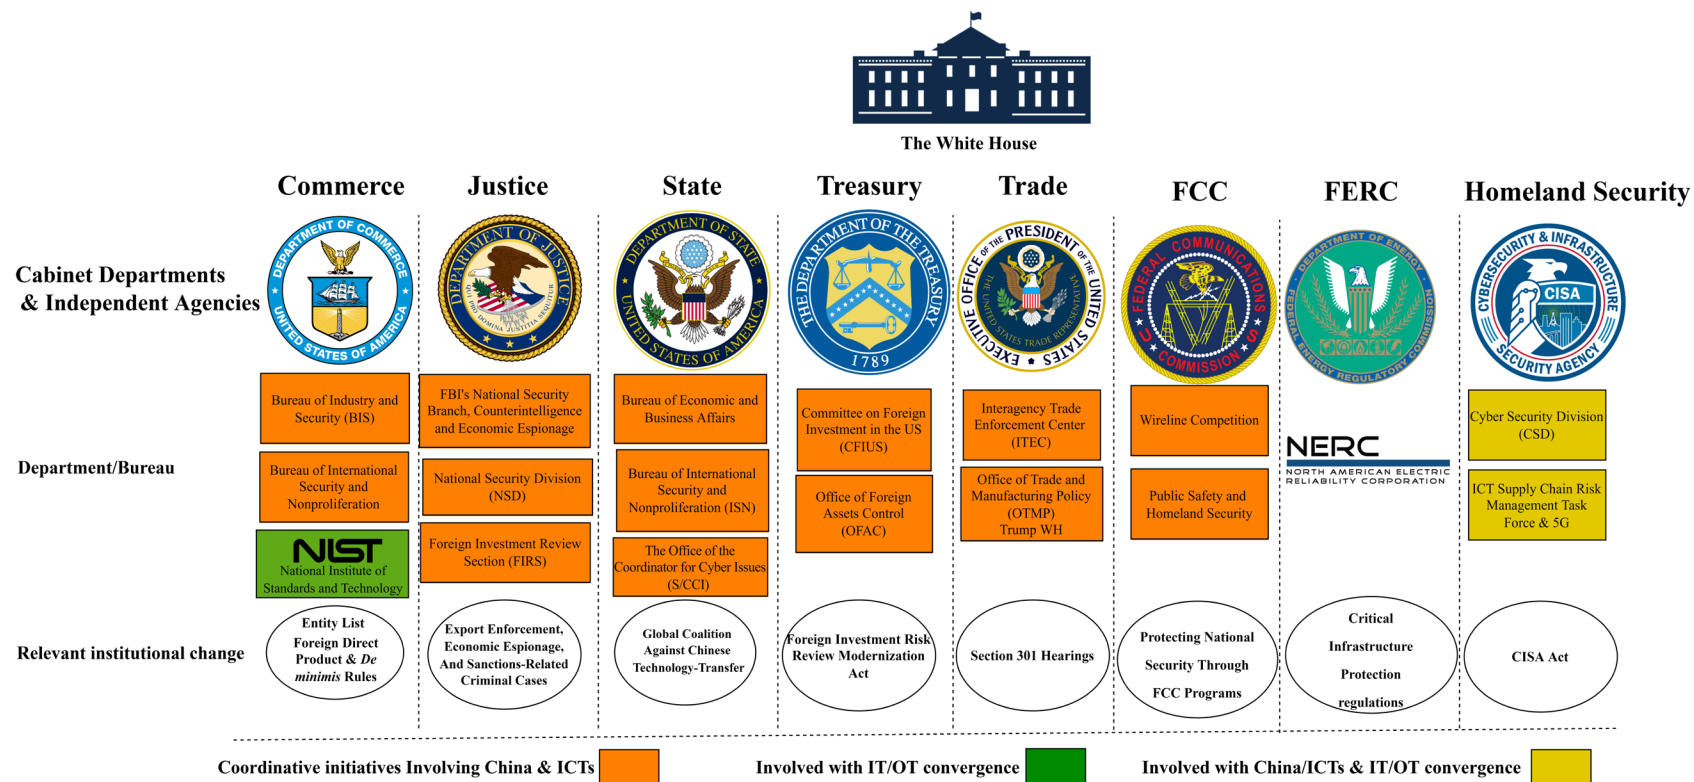 The White House
Commerce
Justice
State
Treasury
Trade
FCC
FERC
Homeland Security
Cabinet Departments
& Independent Agencies
DEPARTMENT OF COMMERCE
UNITED STATES OF AMERICA
DEPARTMENT OF JUSTICE
QUI PRO DOMINA JUSTITIA SEQUITUR
DEPARTMENT OF STATE
UNITED STATES OF AMERICA
THE DEPARTMENT OF THE TREASURY
1789
EXECUTIVE OFFICE OF THE PRESIDENT OF THE UNITED STATES
THE UNITED STATES TRADE REPRESENTATIVE
FEDERAL COMMUNICATIONS
COMMISSION
U S
DEPARTMENT OF ENERGY
FEDERAL ENERGY REGULATORY COMMISSION
CYBERSECURITY & INFRASTRUCTURE
SECURITY AGENCY
CISA
Department/Bureau
Bureau of Industry and
Security (BIS)
Bureau of International
Security and
Nonproliferation
NIST
National Institute of
Standards and Technology
FBI's National Security
Branch, Counterintelligence
and Economic Espionage
National Security Division
(NSD)
Foreign Investment Review
Section (FIRS)
Bureau of Economic and
Business Affairs
Bureau of International
Security and
Nonproliferation (ISN)
The Office of the
Coordinator for Cyber Issues
(S/CCI)
Committee on Foreign
Investment in the US
(CFIUS)
Office of Foreign
Assets Control
(OFAC)
Interagency Trade
Enforcement Center
(ITEC)
Office of Trade and
Manufacturing Policy
(OTMP)
Trump WH
Wireline Competition
Public Safety and
Homeland Security
NERC
NORTH AMERICAN ELECTRIC
RELIABILITY CORPORATION
Cyber Security Division
(CSD)
ICT Supply Chain Risk
Management Task
Force & 5G
Relevant institutional change
Entity List
Foreign Direct
Product & De
minimis Rules
Export Enforcement,
Economic Espionage,
And Sanctions-Related
Criminal Cases
Global Coalition
Against Chinese
Technology-Transfer
Foreign Investment Risk
Review Modernization
Act
Section 301 Hearings
Protecting National
Security Through
FCC Programs
Critical
Infrastructure
Protection
regulations
CISA Act
Coordinative initiatives Involving China & ICTs
Involved with IT/OT convergence
Involved with China/ICTs & IT/OT convergence